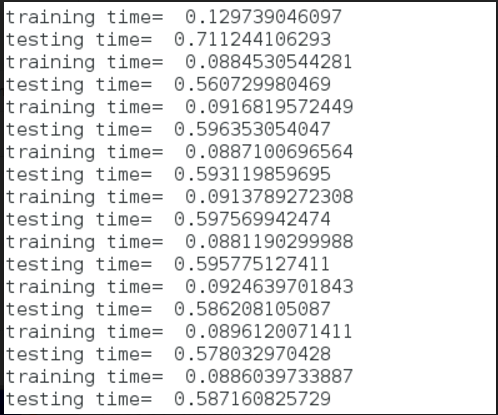 training time=  0.129739046097
testing time=  0.711244106293
training time=  0.0884530544281
testing time=  0.560729980469
training time=  0.0916819572449
testing time=  0.596353054047
training time=  0.0887100696564
testing time=  0.593119859695
training time=  0.0913789272308
testing time=  0.597569942474
training time=  0.0881190299988
testing time=  0.595775127411
training time=  0.0924639701843
testing time=  0.586208105087
training time=  0.0896120071411
testing time=  0.578032970428
training time=  0.0886039733887
testing time=  0.587160825729